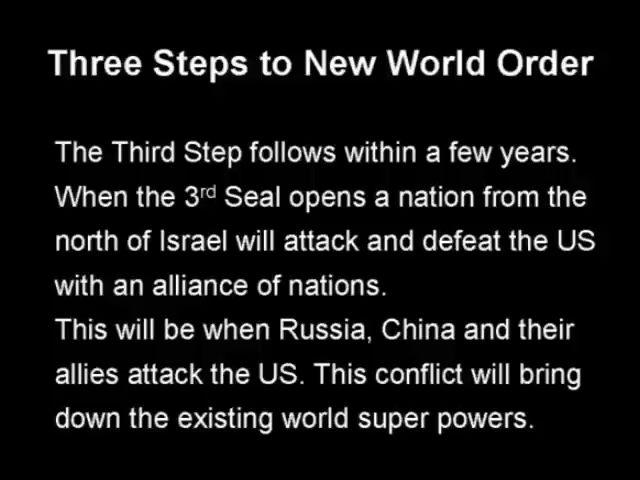 Three Steps to New World Order
The Third Step follows within a few years.
When the 3rd Seal opens a nation from the
north of Israel will attack and defeat the US
with an alliance of nations.
This will be when Russia, China and their
allies attack the US. This conflict will bring
down the existing world super powers.